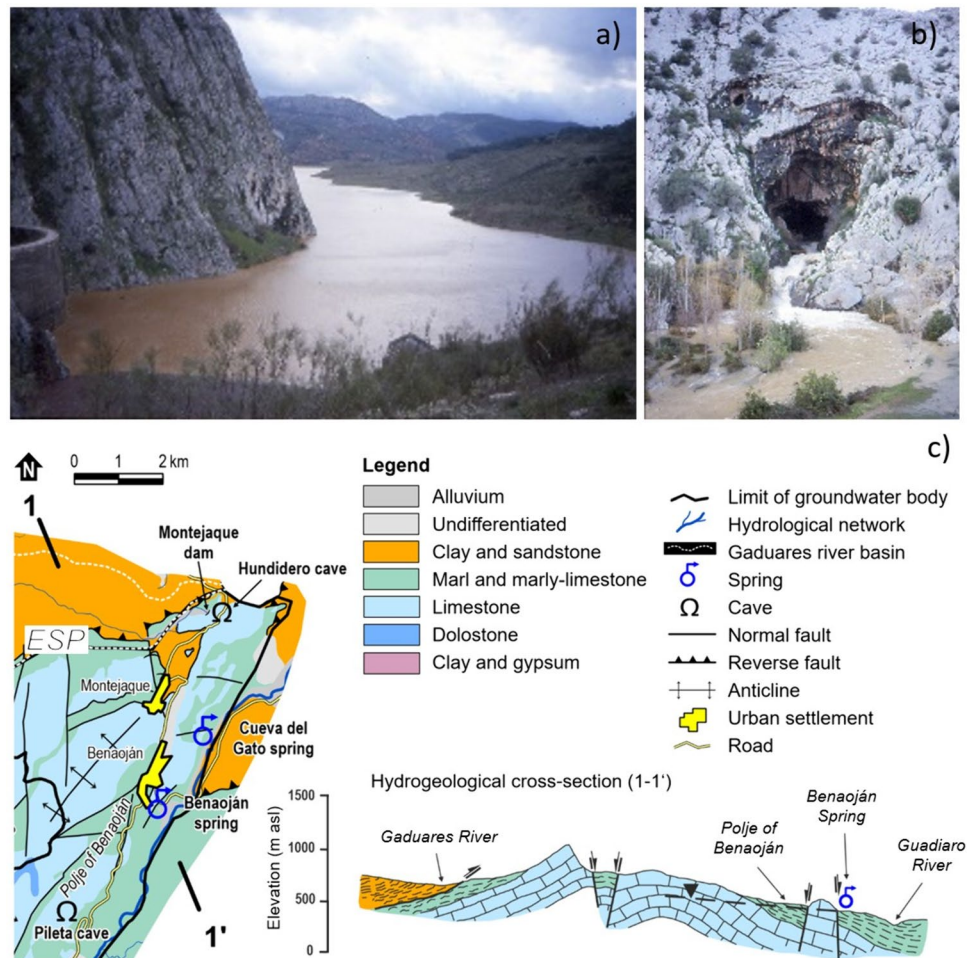 a)
b)
c)
N
0 1 2 km
1
Montejaque
dam
Hundidero cave
ESP
Montejaque
Benaoján
Cueva del
Gato spring
Benaoján
spring
Polje of Benaoján
Pileta cave
1'
Legend
Alluvium
Undifferentiated
Clay and sandstone
Marl and marly-limestone
Limestone
Dolostone
Clay and gypsum
Limit of groundwater body
Hydrological network
Gaduares river basin
Spring
Cave
Normal fault
Reverse fault
Anticline
Urban settlement
Road
Hydrogeological cross-section (1-1')
Elevation (m asl)
1500
1000
500
0
Gaduares River
Polje of
Benaoján
Benaoján
Spring
Guadiaro
River